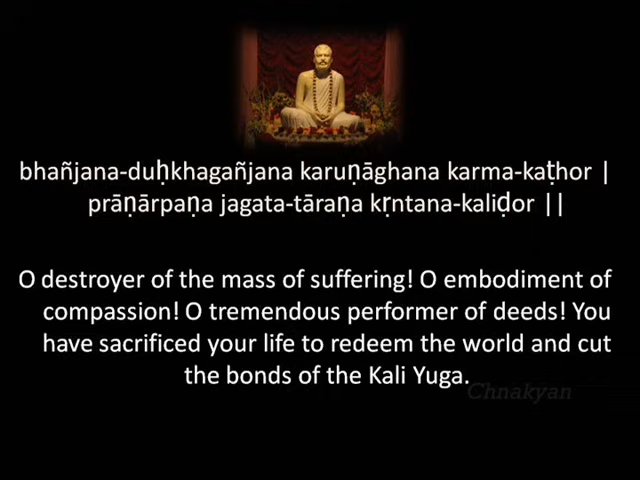 bhañjana-duḥkhagañjana karuṇāghana karma-kaṭhor |
prāṇārpaṇa jagata-tāraṇa kṛntana-kaliḍor ||
O destroyer of the mass of suffering! O embodiment of
compassion! O tremendous performer of deeds! You
have sacrificed your life to redeem the world and cut
the bonds of the Kali Yuga.
Chnakyan